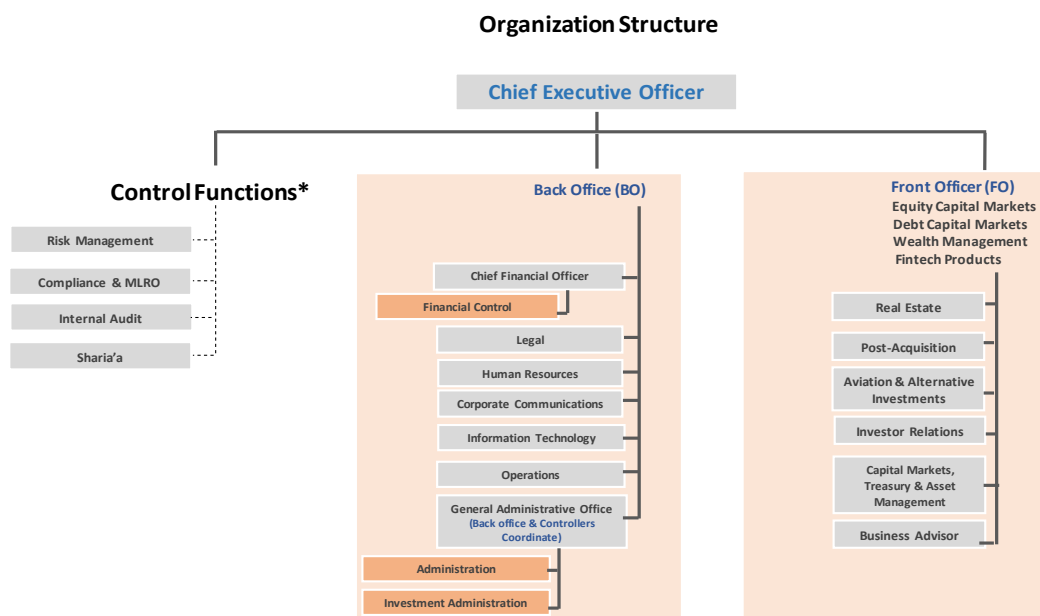 Organization Structure
Chief Executive Officer
Control Functions*
Risk Management
Compliance & MLRO
Internal Audit
Sharia'a
Back Office (BO)
Chief Financial Officer
Financial Control
Legal
Human Resources
Corporate Communications
Information Technology
Operations
General Administrative Office
(Back office & Controllers
Coordinate)
Administration
Investment Administration
Front Officer (FO)
Equity Capital Markets
Debt Capital Markets
Wealth Management
Fintech Products
Real Estate
Post-Acquisition
Aviation & Alternative
Investments
Investor Relations
Capital Markets,
Treasury & Asset
Management
Business Advisor